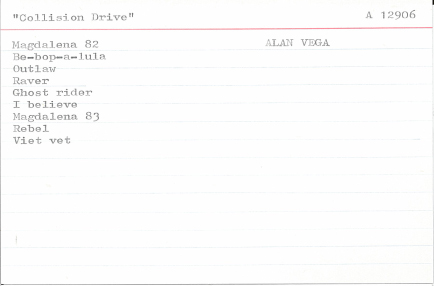 "Collision Drive" A 12906
Magdalena 82 ALAN VEGA
Be-bop-a-lula
Outlaw
Raver
Ghost rider
I believe
Magdalena 83
Rebel
Viet vet